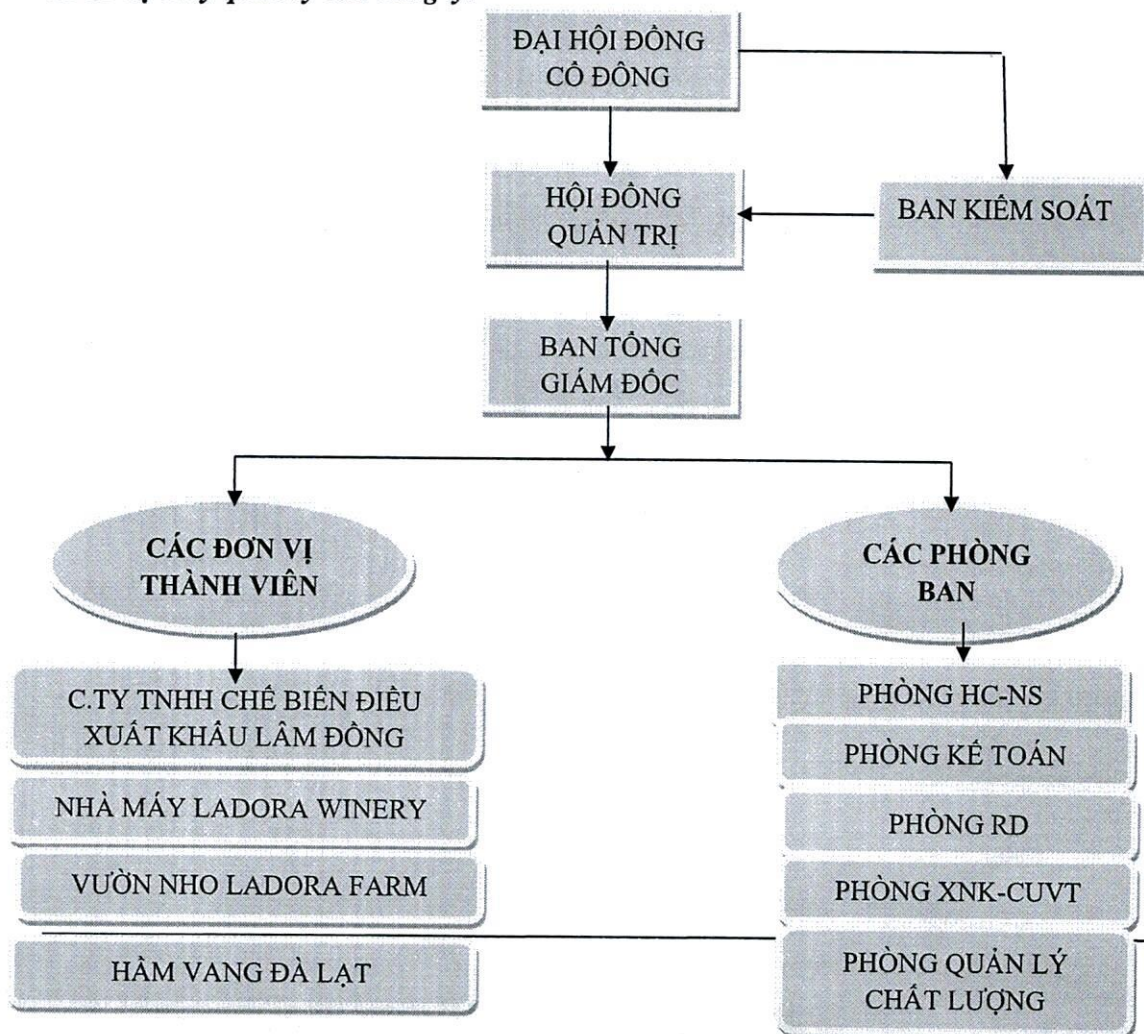 ĐẠI HỘI ĐỒNG
CỔ ĐÔNG
HỘI ĐỒNG
QUẢN TRỊ
BAN KIỂM SOÁT
BAN TỔNG
GIÁM ĐỐC
CÁC ĐƠN VỊ
THÀNH VIÊN
CÁC PHÒNG
BAN
C.TY TNHH CHẾ BIẾN ĐIỀU
XUẤT KHẨU LÂM ĐỒNG
NHÀ MÁY LADORA WINERY
VƯỜN NHO LADORA FARM
HẦM VANG ĐÀ LẠT
PHÒNG HC-NS
PHÒNG KẾ TOÁN
PHÒNG RD
PHÒNG XNK-CUVT
PHÒNG QUẢN LÝ
CHẤT LƯỢNG